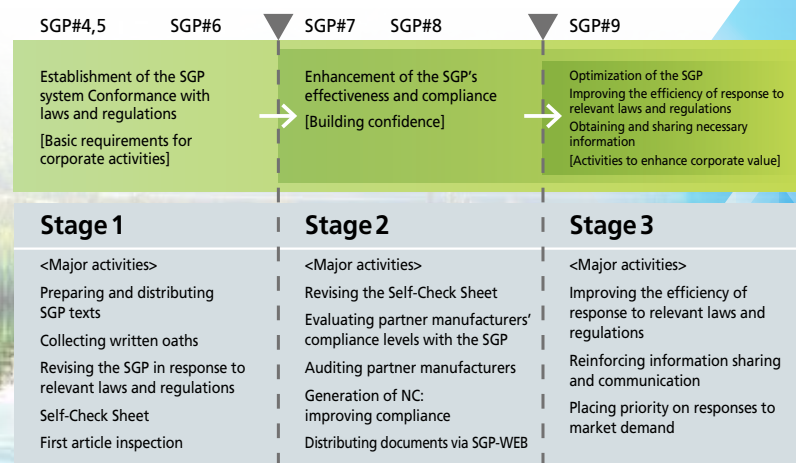 SGP#4,5 SGP#6 SGP#7 SGP#8 SGP#9
Establishment of the SGP
system Conformance with
laws and regulations
[Basic requirements for
corporate activities]
Enhancement of the SGP's
effectiveness and compliance
[Building confidence]
Optimization of the SGP
Improving the efficiency of response to
relevant laws and regulations
Obtaining and sharing necessary
information
[Activities to enhance corporate value]
Stage 1
<Major activities>
Preparing and distributing
SGP texts
Collecting written oaths
Revising the SGP in response to
relevant laws and regulations
Self-Check Sheet
First article inspection
Stage 2
<Major activities>
Revising the Self-Check Sheet
Evaluating partner manufacturers'
compliance levels with the SGP
Auditing partner manufacturers
Generation of NC:
improving compliance
Distributing documents via SGP-WEB
Stage 3
<Major activities>
Improving the efficiency of
response to relevant laws and
regulations
Reinforcing information sharing
and communication
Placing priority on responses to
market demand